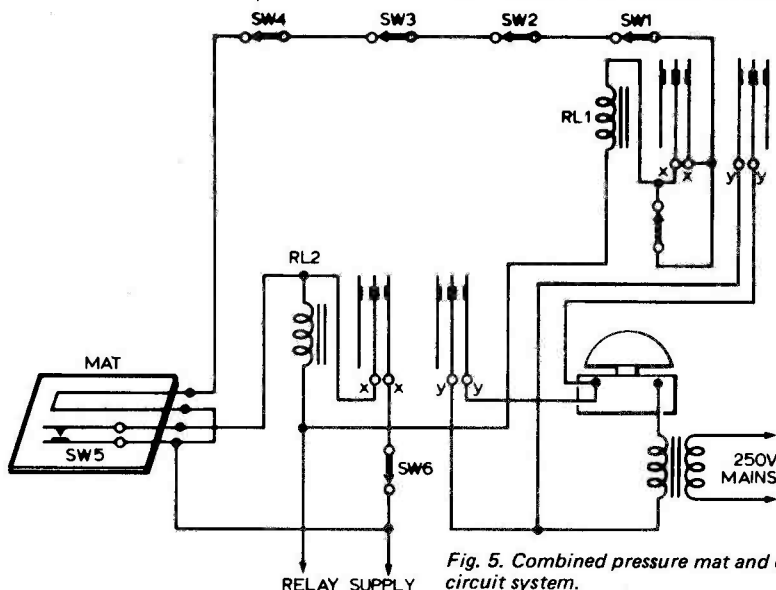 SW4 SW3 SW2 SW1
RL1
x x y y
RL2
x x y y
MAT
SW5
SW6
250V
MAINS
RELAY SUPPLY
Fig. 5. Combined pressure mat and
circuit system.